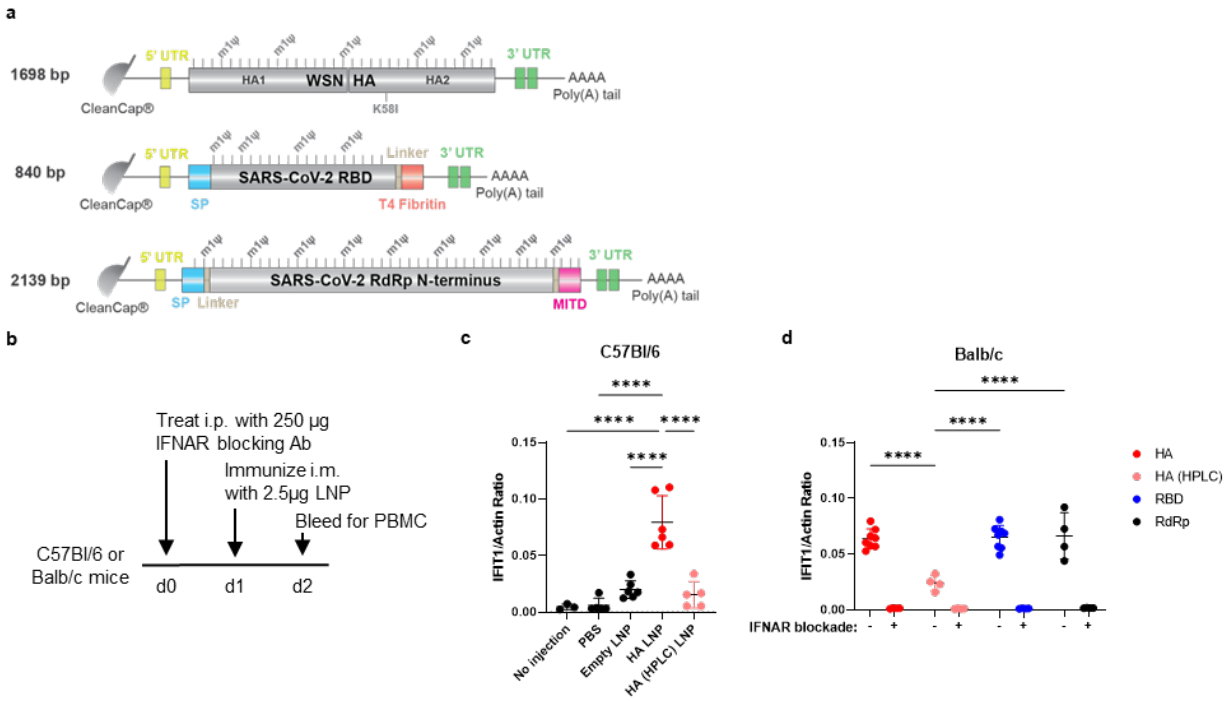 a
1698 bp
5' UTR
m1ψ
m1ψ
m1ψ
m1ψ
m1ψ
3' UTR
HA1
WSN HA
HA2
AAAA
Poly(A) tail
CleanCap®
K58I
840 bp
5' UTR
m1ψ
m1ψ
m1ψ
m1ψ
Linker
3' UTR
SARS-CoV-2 RBD
AAAA
Poly(A) tail
CleanCap®
SP
T4 Fibritin
2139 bp
5' UTR
m1ψ
m1ψ
m1ψ
m1ψ
m1ψ
m1ψ
m1ψ
m1ψ
3' UTR
SARS-CoV-2 RdRp N-terminus
AAAA
Poly(A) tail
CleanCap®
SP
Linker
MITD
b
Treat i.p. with 250 µg
IFNAR blocking Ab
Immunize i.m.
with 2.5µg LNP
Bleed for PBMC
C57Bl/6 or
Balb/c mice
d0
d1
d2
c
C57Bl/6
****
**** ****
****
IFIT1/Actin Ratio
0.15
0.10
0.05
0.00
No injection
PBS
Empty LNP
HA LNP
HA (HPLC) LNP
d
Balb/c
****
****
****
IFIT1/Actin Ratio
0.15
0.10
0.05
0.00
IFNAR blockade: - + - + - + - +
HA
HA (HPLC)
RBD
RdRp